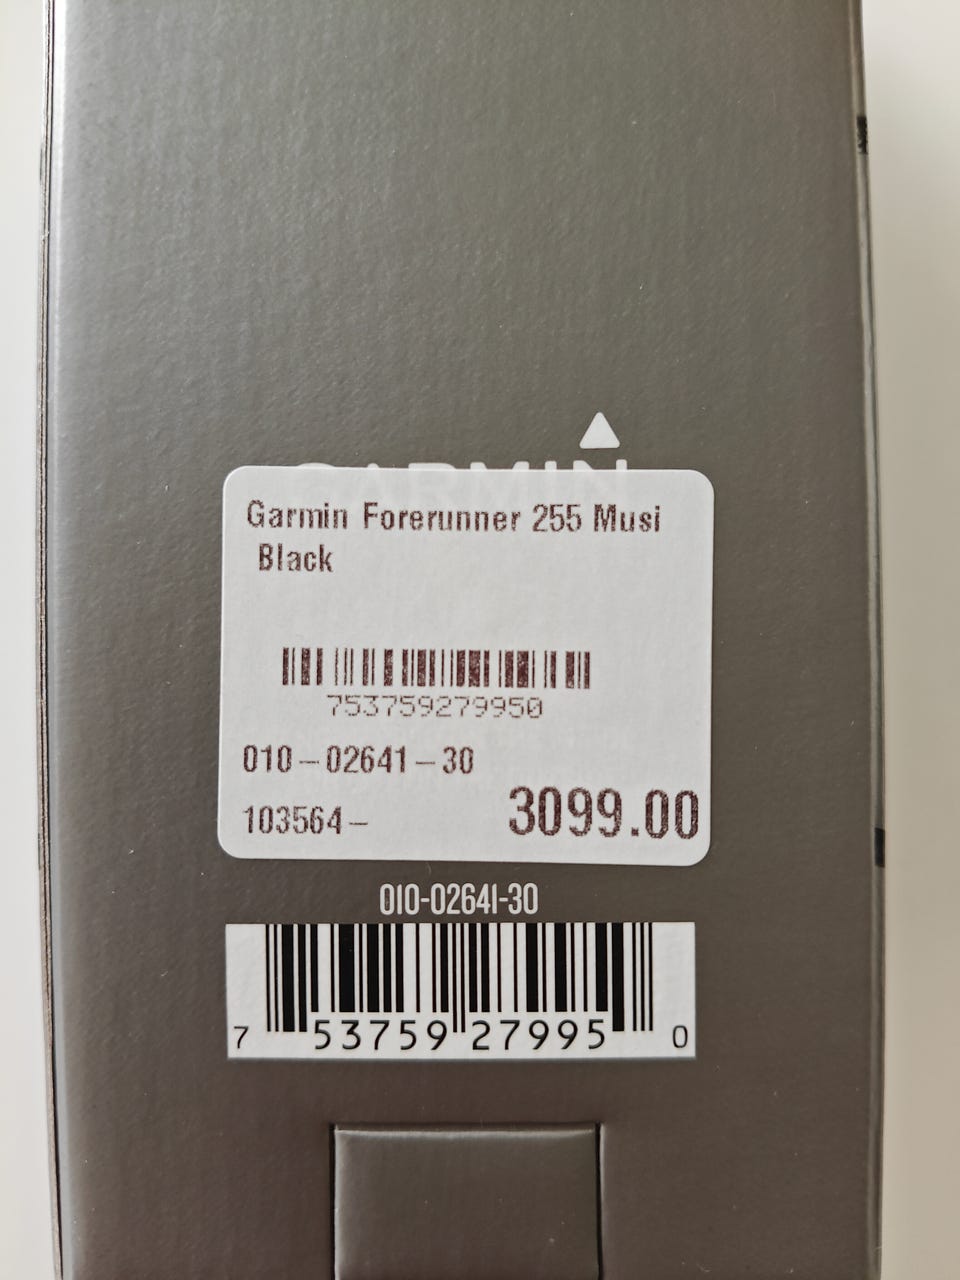 GARMIN
Garmin Forerunner 255 Musi
Black
753759279950
010-02641-30
103564-
3099.00
010-02641-30
7 53759 27995 0